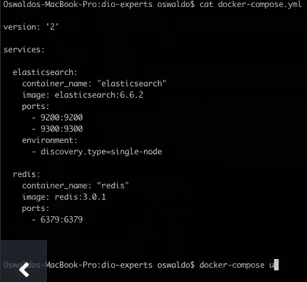 Oswaldos-MacBook-Pro:dio-experts oswaldo$ cat docker-compose.yml
version: '2'
services:
elasticsearch:
container_name: "elasticsearch"
image: elasticsearch:6.6.2
ports:
- 9200:9200
- 9300:9300
environment:
- discovery.type=single-node
redis:
container_name: "redis"
image: redis:3.0.1
ports:
- 6379:6379
Oswaldos-MacBook-Pro:dio-experts oswaldo$ docker-compose u